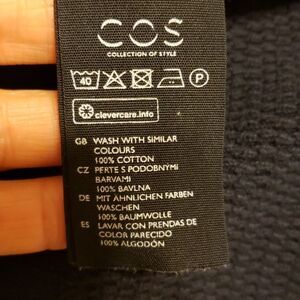 COS
COLLECTION OF STYLE
40 P
clevercare.info
GB WASH WITH SIMILAR
COLOURS
100% COTTON
CZ PERTE S PODOBNÝMI
BARVAMI
100% BAVLNA
DE MIT ÄHNLICHEN FARBEN
WASCHEN
100% BAUMWOLLE
ES LAVAR CON PRENDAS DE
COLOR PARECIDO
100% ALGODÓN